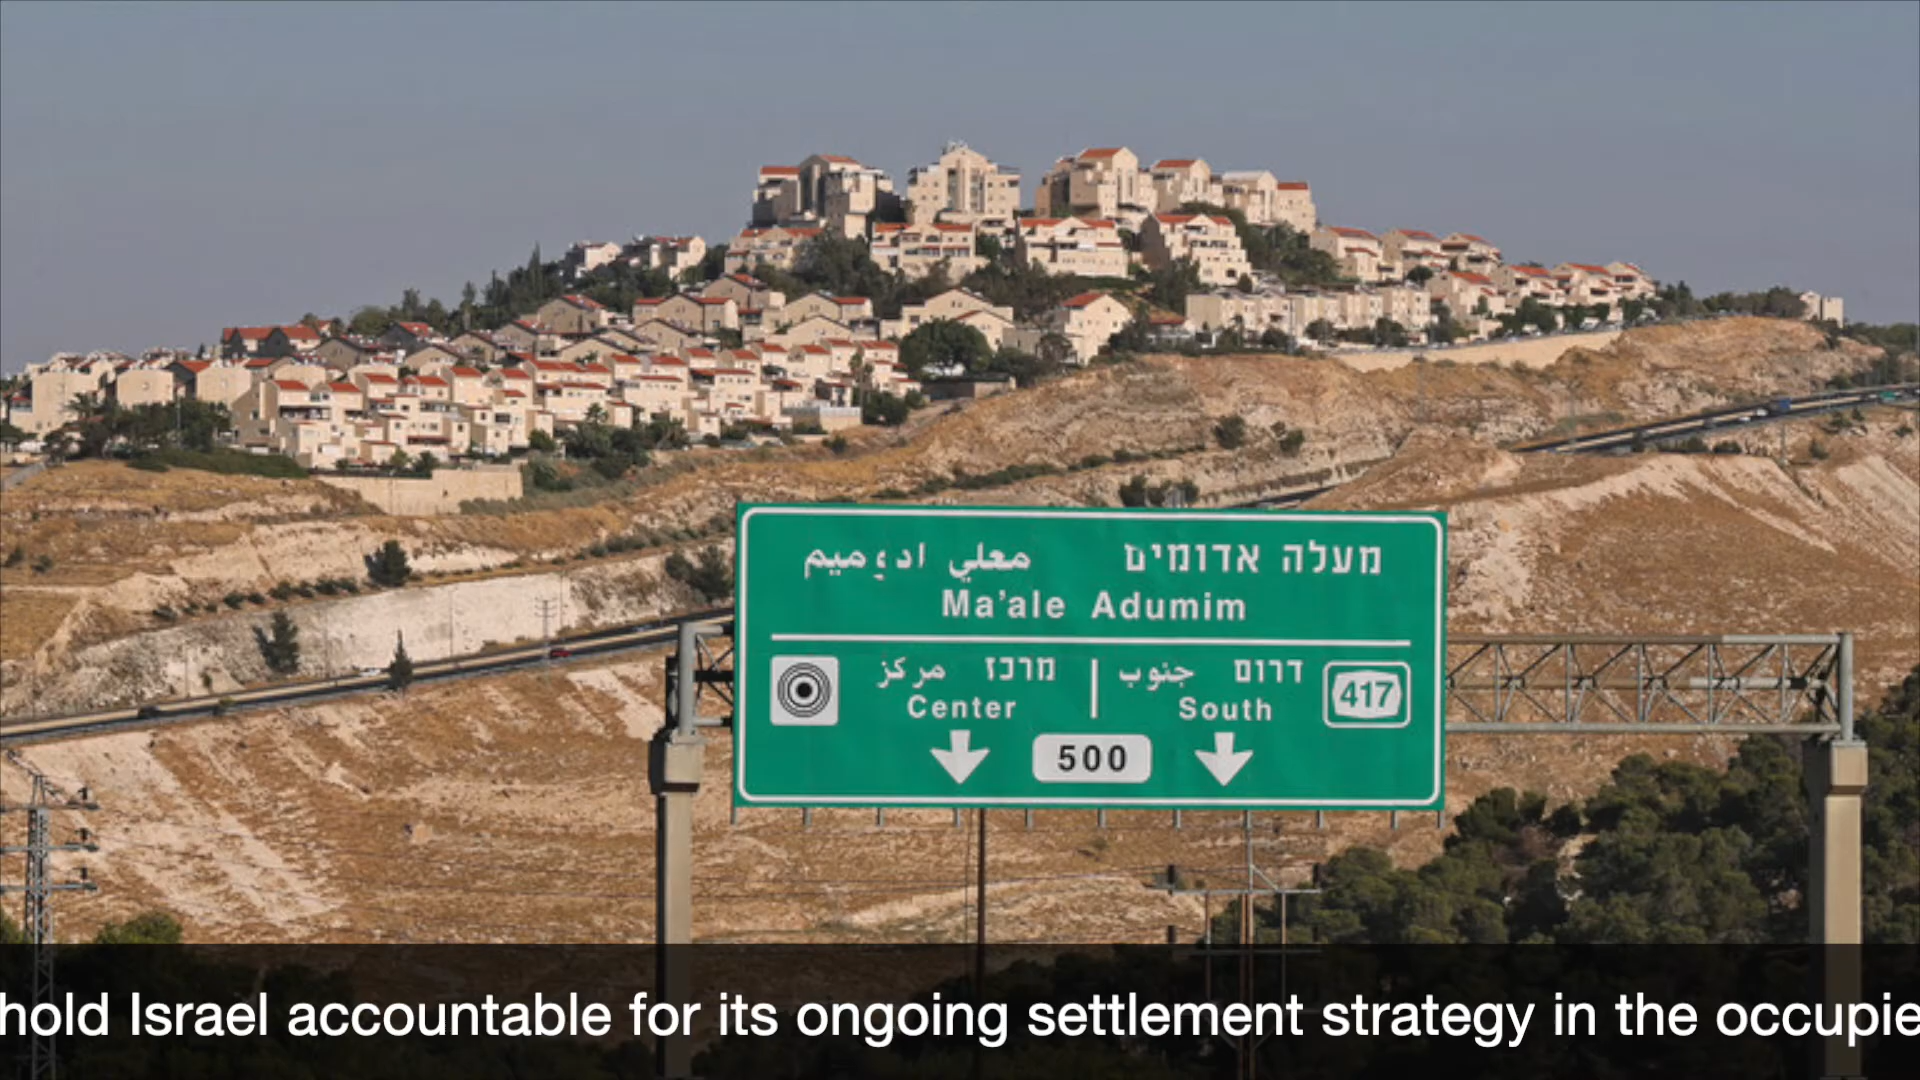 מעלה אדומים معلي ادوميم
Ma'ale Adumim
דרום جنوب | מרכז مركز
417
Center South
500
hold Israel accountable for its ongoing settlement strategy in the occupie